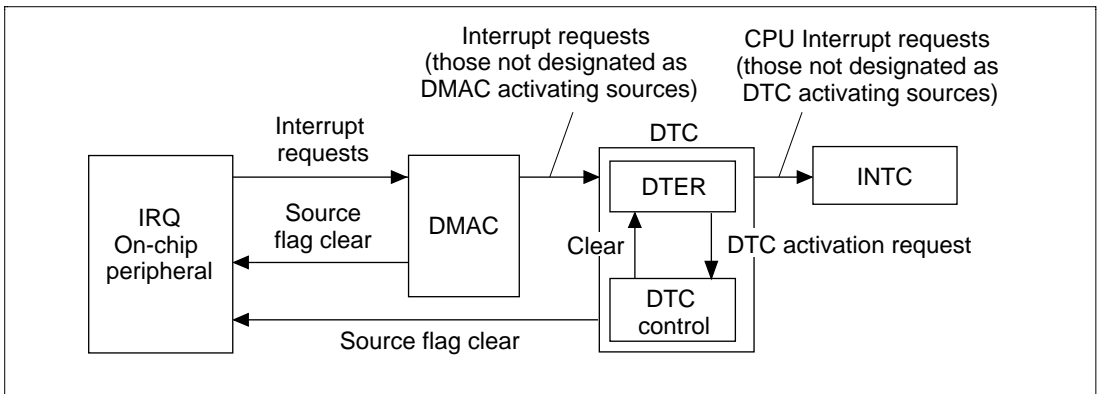 Interrupt requests
(those not designated as
DMAC activating sources)
CPU Interrupt requests
(those not designated as
DTC activating sources)
Interrupt
requests
DTC
IRQ
On-chip
peripheral
Source
flag clear
DMAC
DTER
INTC
Clear
DTC activation request
DTC
control
Source flag clear